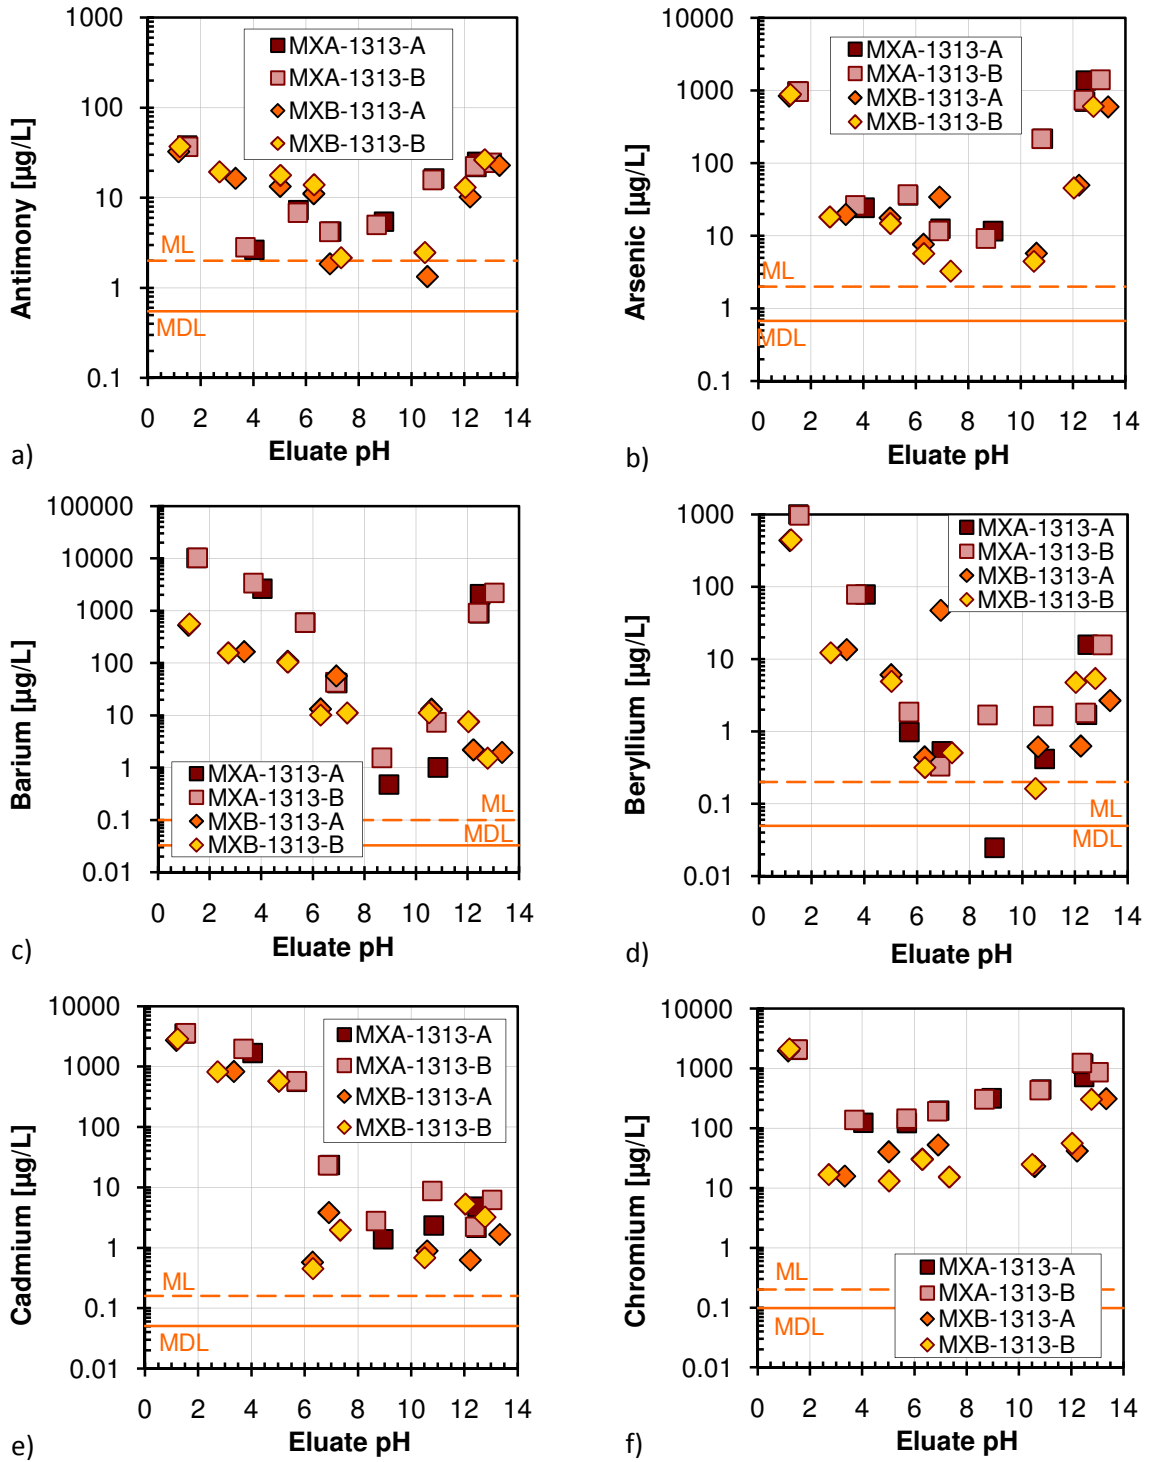 1000
100
10
1
0.1
Antimony [µg/L]
MXA-1313-A
MXA-1313-B
MXB-1313-A
MXB-1313-B
ML
MDL
0 2 4 6 8 10 12 14
Eluate pH
a)
10000
1000
100
10
1
0.1
Arsenic [µg/L]
MXA-1313-A
MXA-1313-B
MXB-1313-A
MXB-1313-B
ML
MDL
0 2 4 6 8 10 12 14
Eluate pH
b)
100000
10000
1000
100
10
1
0.1
0.01
Barium [µg/L]
MXA-1313-A
MXA-1313-B
MXB-1313-A
MXB-1313-B
ML
MDL
0 2 4 6 8 10 12 14
Eluate pH
c)
1000
100
10
1
0.1
0.01
Beryllium [µg/L]
MXA-1313-A
MXA-1313-B
MXB-1313-A
MXB-1313-B
ML
MDL
0 2 4 6 8 10 12 14
Eluate pH
d)
10000
1000
100
10
1
0.1
0.01
Cadmium [µg/L]
MXA-1313-A
MXA-1313-B
MXB-1313-A
MXB-1313-B
ML
MDL
0 2 4 6 8 10 12 14
Eluate pH
e)
10000
1000
100
10
1
0.1
0.01
Chromium [µg/L]
ML
MDL
MXA-1313-A
MXA-1313-B
MXB-1313-A
MXB-1313-B
0 2 4 6 8 10 12 14
Eluate pH
f)